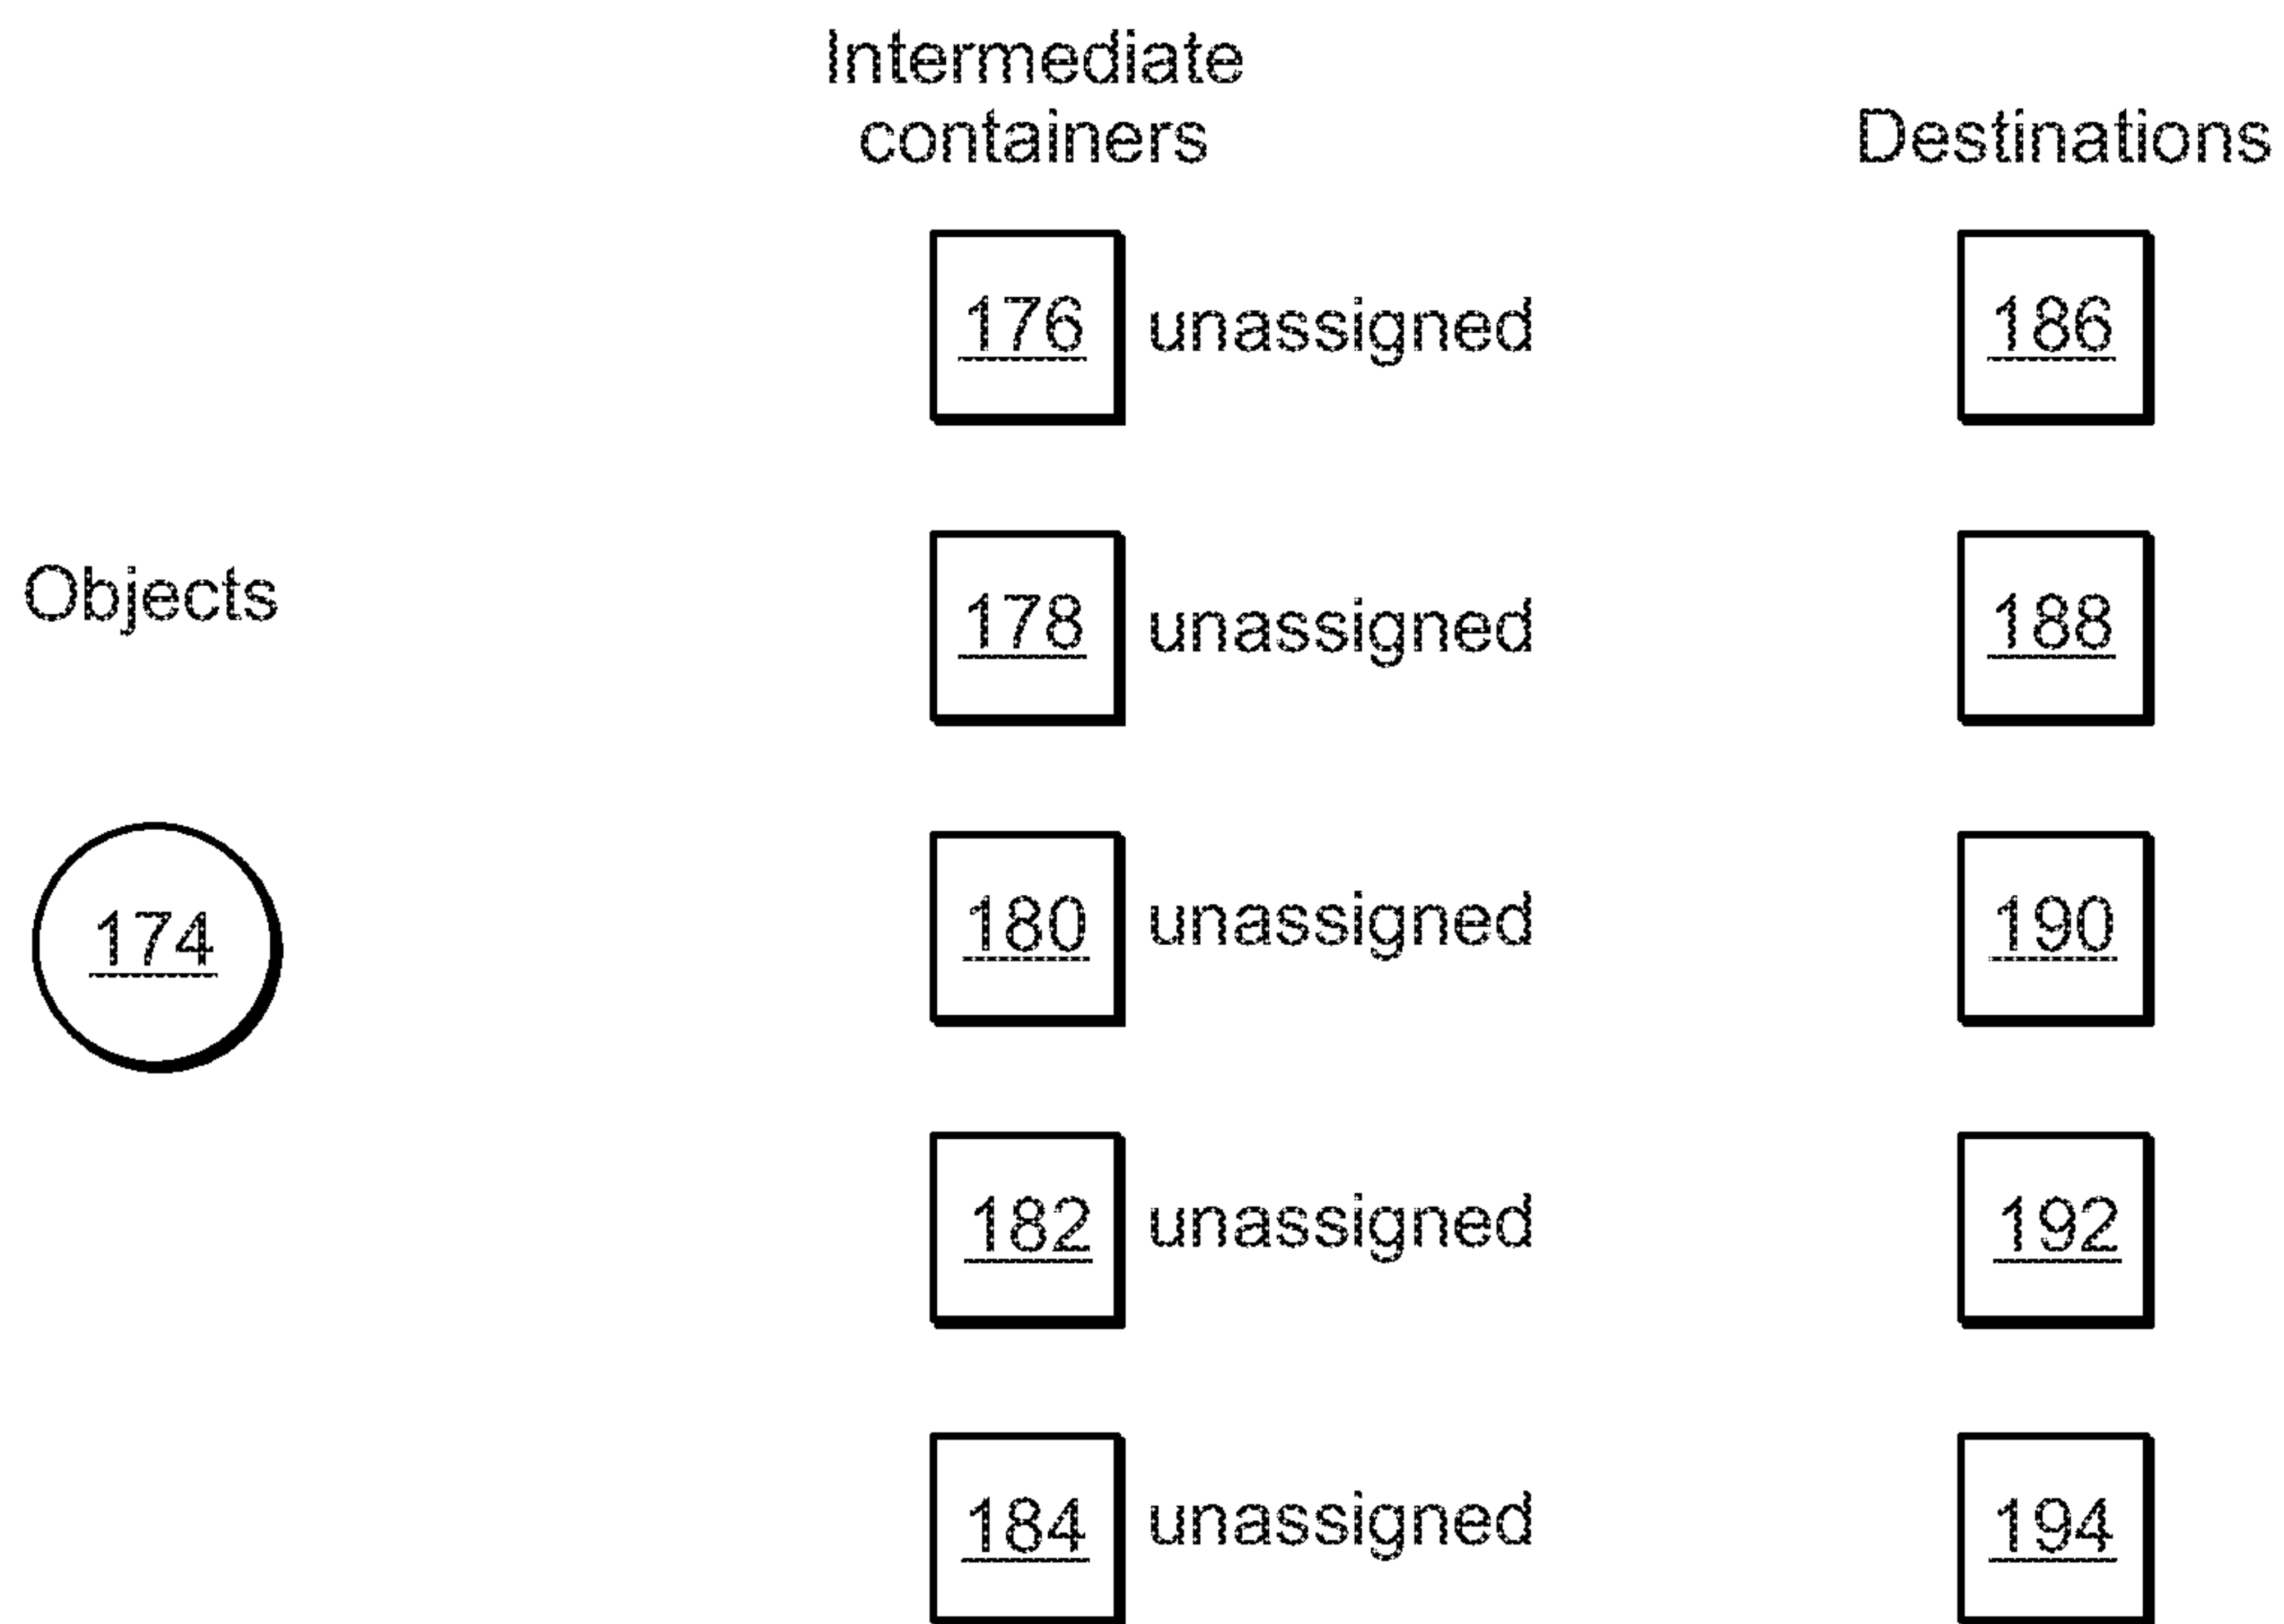 Intermediate
containers
Destinations
176 unassigned
186
Objects
178 unassigned
188
174
180 unassigned
190
182 unassigned
192
184 unassigned
194